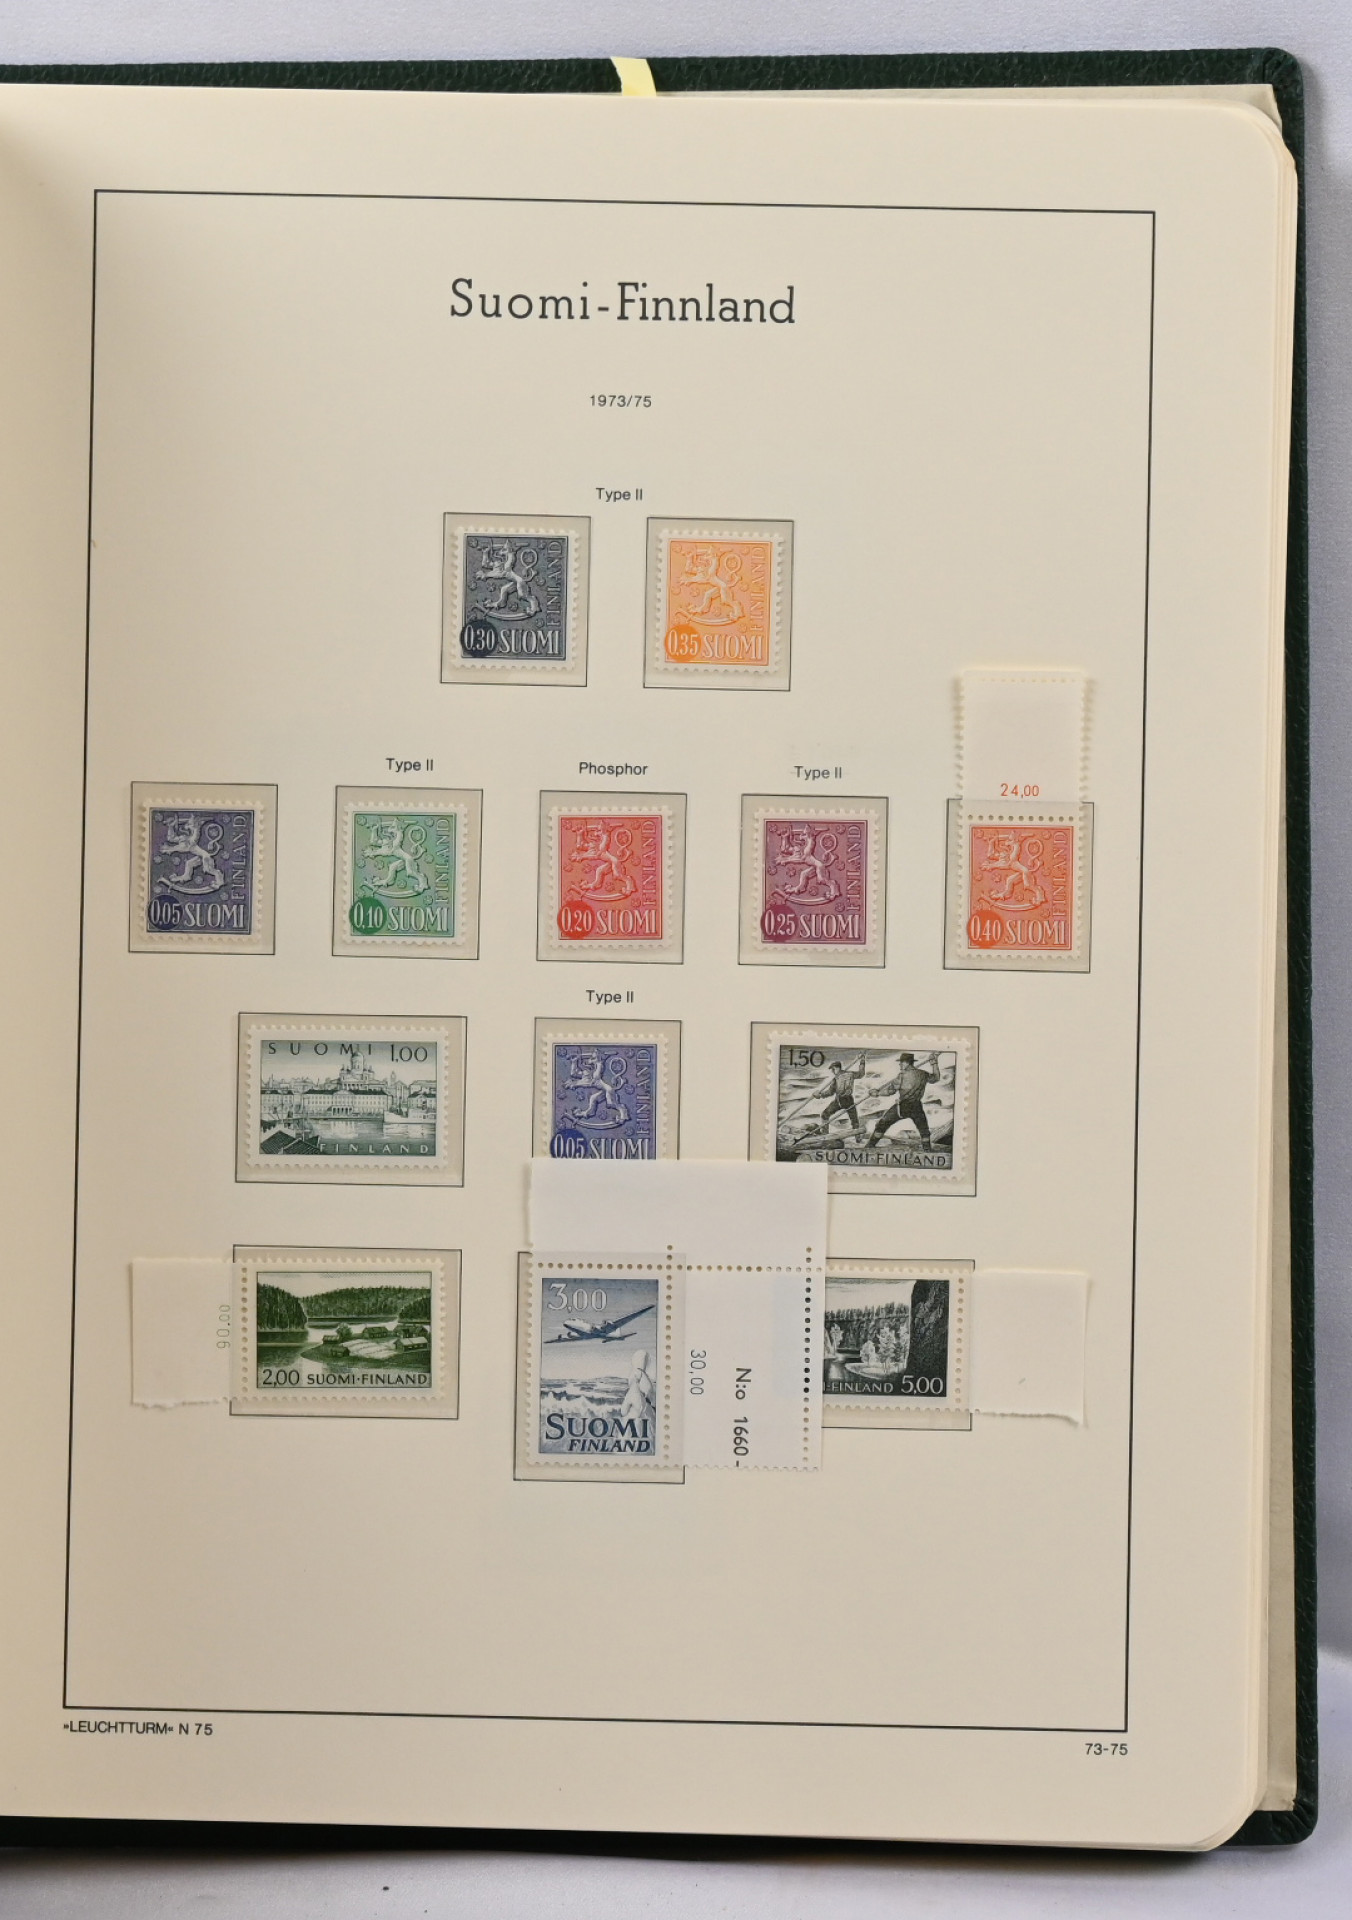 Suomi-Finnland
1973/75
Type II
FINLAND
0.30 SUOMI
FINLAND
0.35 SUOMI
Type II
Phosphor
Type II
24,00
FINLAND
0.05 SUOMI
FINLAND
0.10 SUOMI
FINLAND
0.20 SUOMI
FINLAND
0.25 SUOMI
FINLAND
0.40 SUOMI
Type II
SUOMI 1.00
FINLAND
FINLAND
0.05 SUOMI
1.50
SUOMI-FINLAND
90.00
2,00 SUOMI-FINLAND
3,00
SUOMI
FINLAND
30,00
N:o 1660-
I-FINLAND 5,00
»LEUCHTTURM« N 75
73-75